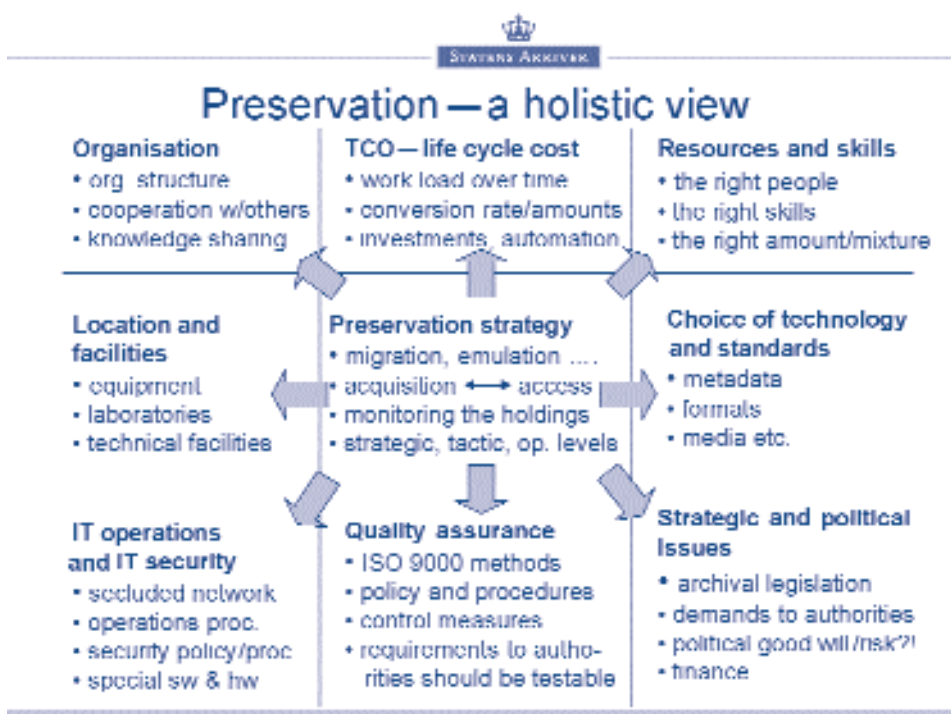 STATENS ARKIVER
Preservation — a holistic view
Organisation
• org structure
• cooperation w/others
• knowledge sharing
TCO — life cycle cost
• work load over time
• conversion rate/amounts
• investments, automation
Resources and skills
• the right people
• the right skills
• the right amount/mixture
Location and
facilities
• equipment
• laboratories
• technical facilities
Preservation strategy
• migration, emulation ....
• acquisition ↔ access
• monitoring the holdings
• strategic, tactic, op. levels
Choice of technology
and standards
• metadata
• formats
• media etc.
IT operations
and IT security
• secluded network
• operations proc.
• security policy/proc
• special sw & hw
Quality assurance
• ISO 9000 methods
• policy and procedures
• control measures
• requirements to autho-
rities should be testable
Strategic and political
Issues
• archival legislation
• demands to authorities
• political good will/risk?!
• finance